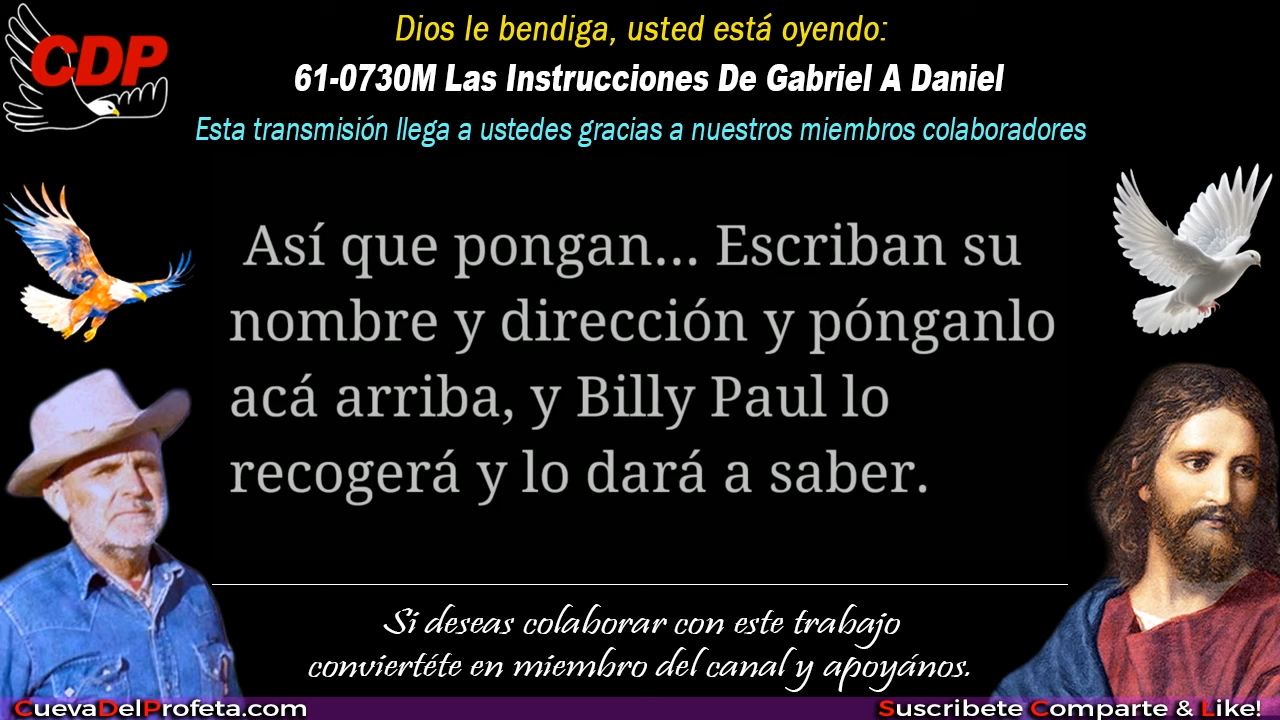 CDP
Dios le bendiga, usted está oyendo:
61-0730M Las Instrucciones De Gabriel A Daniel
Esta transmisión llega a ustedes gracias a nuestros miembros colaboradores
Así que pongan... Escriban su
nombre y dirección y pónganlo
acá arriba, y Billy Paul lo
recogerá y lo dará a saber.
Si deseas colaborar con este trabajo
conviertéte en miembro del canal y apoyános.
CuevaDelProfeta.com
Suscribete Comparte & Like!